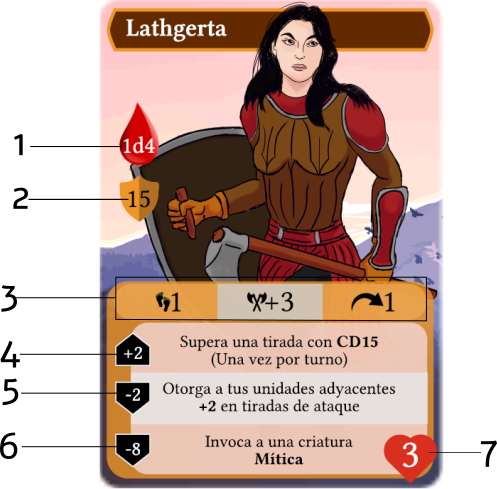 Lathgerta
1
1d4
2
15
3
1
+3
1
4
+2
Supera una tirada con CD15
(Una vez por turno)
5
-2
Otorga a tus unidades adyacentes
+2 en tiradas de ataque
6
-8
Invoca a una criatura
Mítica
3
7